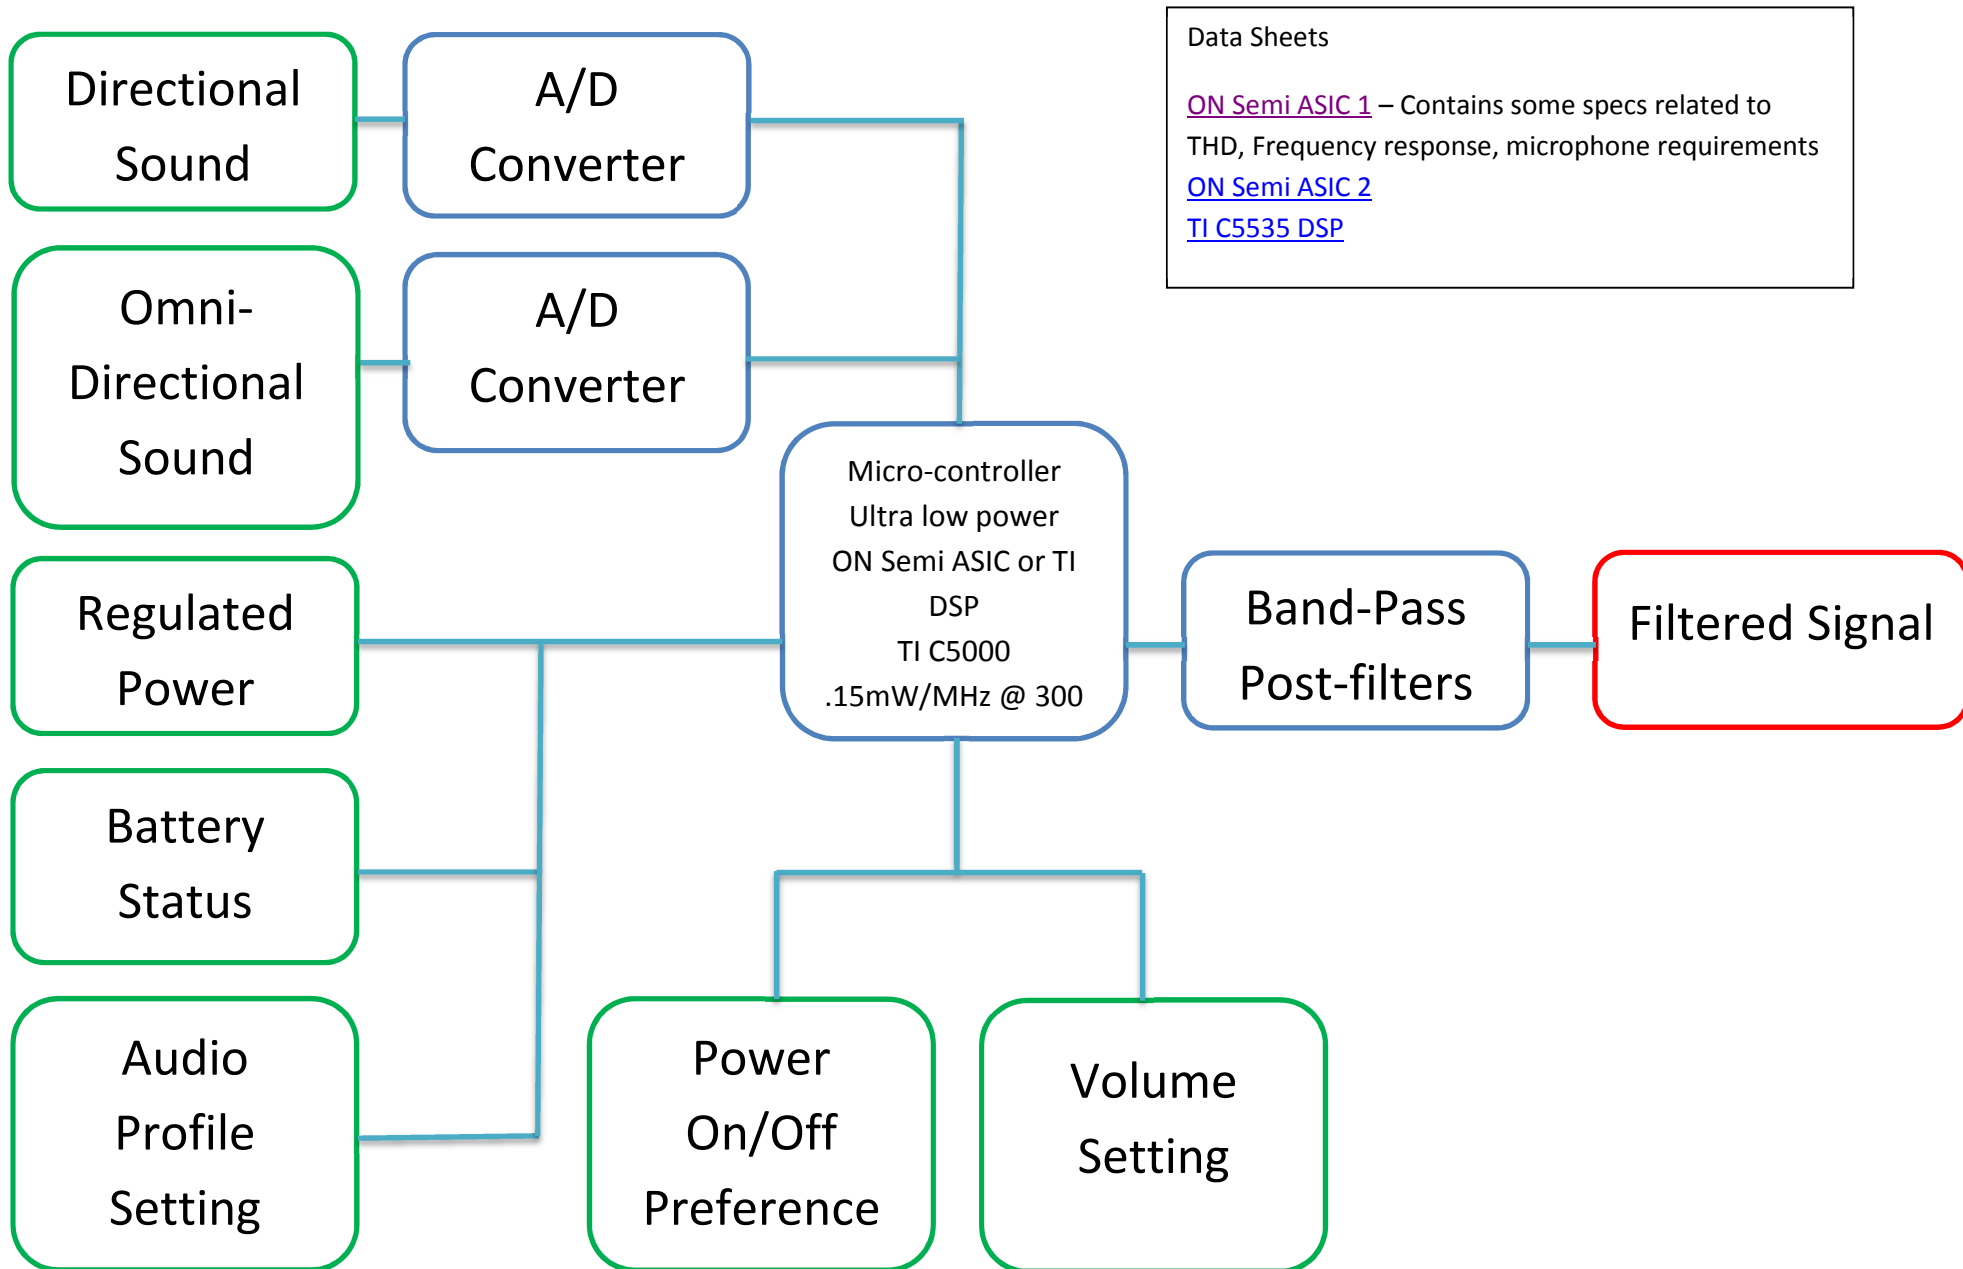 Directional
Sound
A/D
Converter
Data Sheets
ON Semi ASIC 1 – Contains some specs related to
THD, Frequency response, microphone requirements
ON Semi ASIC 2
TI C5535 DSP
Omni-
Directional
Sound
A/D
Converter
Micro-controller
Ultra low power
ON Semi ASIC or TI
DSP
TI C5000
.15mW/MHz @ 300
Regulated
Power
Band-Pass
Post-filters
Filtered Signal
Battery
Status
Audio
Profile
Setting
Power
On/Off
Preference
Volume
Setting